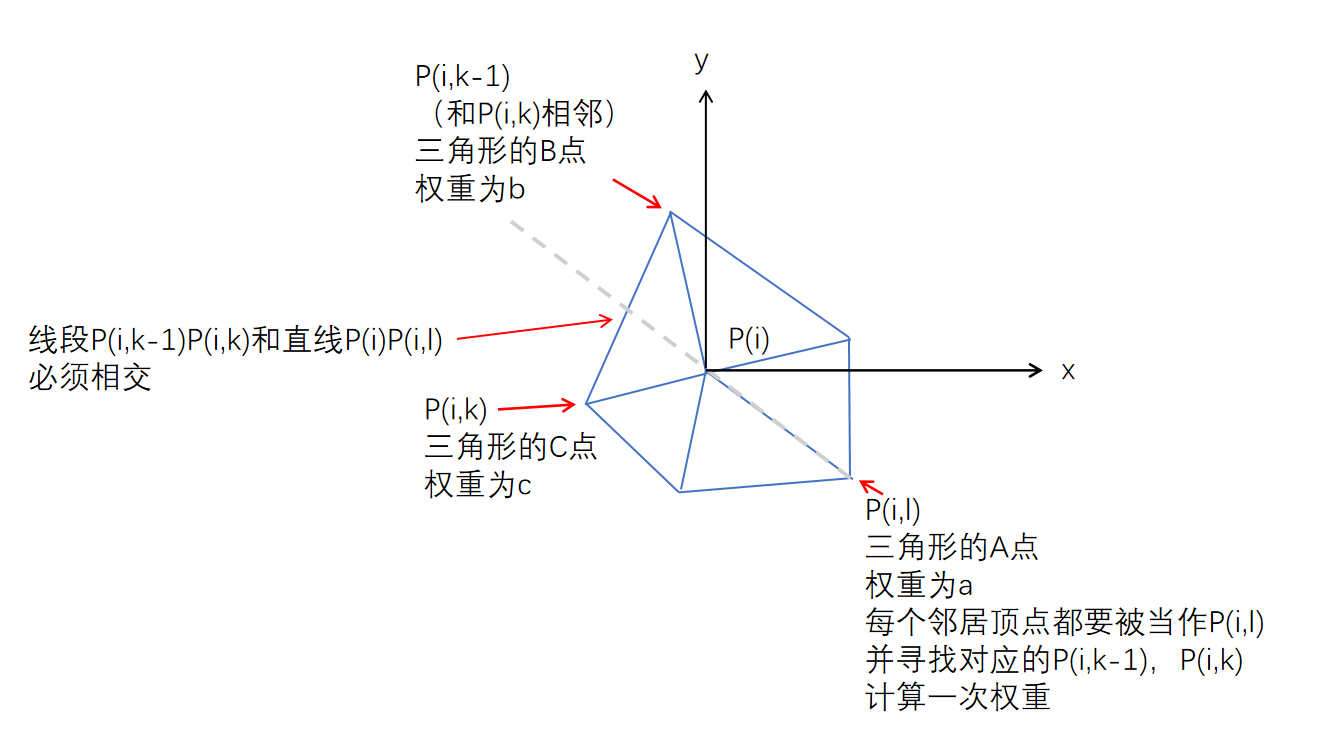 y
P(i,k-1)
（和P(i,k)相邻）
三角形的B点
权重为b
线段P(i,k-1)P(i,k)和直线P(i)P(i,l)
必须相交
P(i)
x
P(i,k)
三角形的C点
权重为c
P(i,l)
三角形的A点
权重为a
每个邻居顶点都要被当作P(i,l)
并寻找对应的P(i,k-1)，P(i,k)
计算一次权重